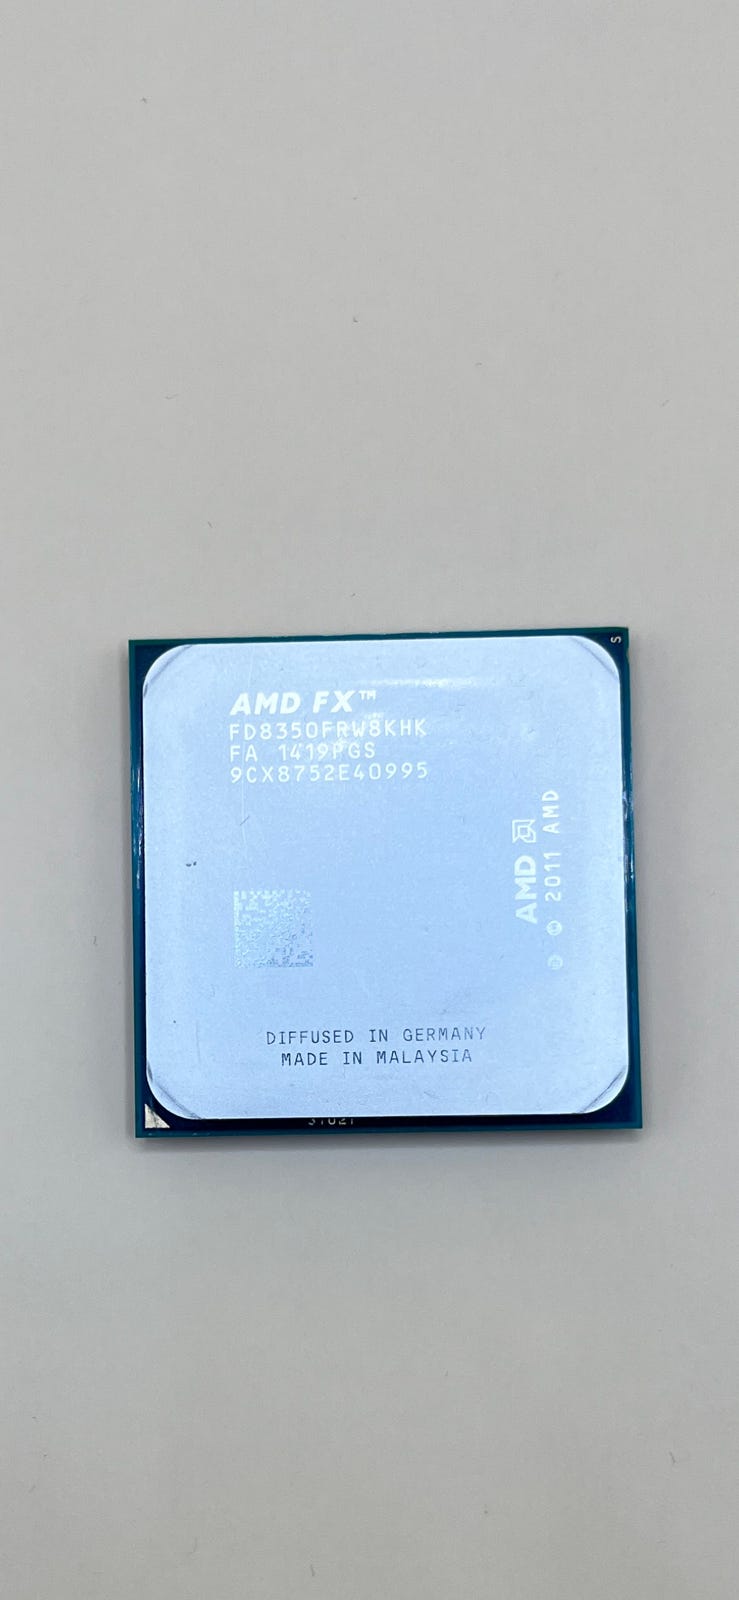 AMD FX™
FD8350FRW8KHK
FA 1419PGS
9CX8752E40995
AMD
© 2011 AMD
DIFFUSED IN GERMANY
MADE IN MALAYSIA
S